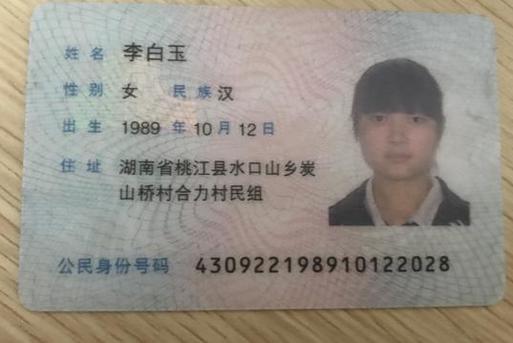 姓名 李白玉
性别 女 民族 汉
出生 1989 年 10 月 12 日
住址 湖南省桃江县水口山乡炭
山桥村合力村民组
公民身份号码 430922198910122028